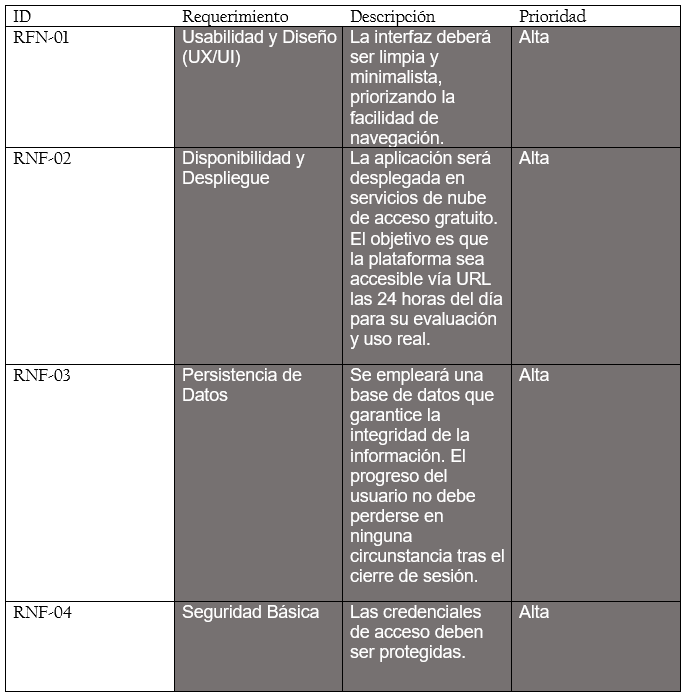 ID Requerimiento Descripción Prioridad
RFN-01 Usabilidad y Diseño La interfaz deberá Alta
(UX/UI) ser limpia y
minimalista,
priorizando la
facilidad de
navegación.
RNF-02 Disponibilidad y La aplicación será Alta
Despliegue desplegada en
servicios de nube
de acceso gratuito.
El objetivo es que
la plataforma sea
accesible vía URL
las 24 horas del día
para su evaluación
y uso real.
RNF-03 Persistencia de Se empleará una Alta
Datos base de datos que
garantice la
integridad de la
información. El
progreso del
usuario no debe
perderse en
ninguna
circunstancia tras el
cierre de sesión.
RNF-04 Seguridad Básica Las credenciales Alta
de acceso deben
ser protegidas.